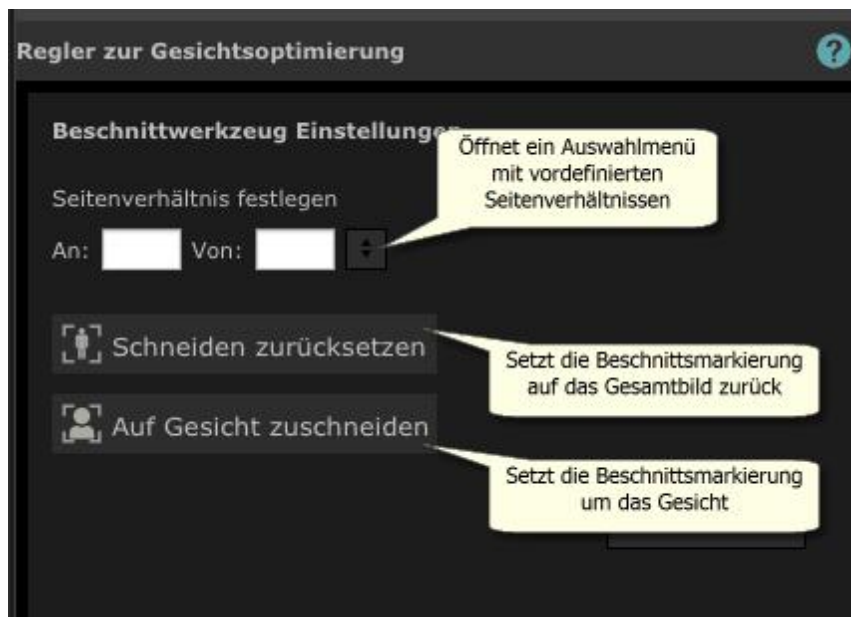 Regler zur Gesichtsoptimierung
?
Beschnittwerkzeug Einstellungen
Öffnet ein Auswahlmenü
mit vordefinierten
Seitenverhältnissen
Seitenverhältnis festlegen
An: Von:
Schneiden zurücksetzen
Setzt die Beschnittsmarkierung
auf das Gesamtbild zurück
Auf Gesicht zuschneiden
Setzt die Beschnittsmarkierung
um das Gesicht